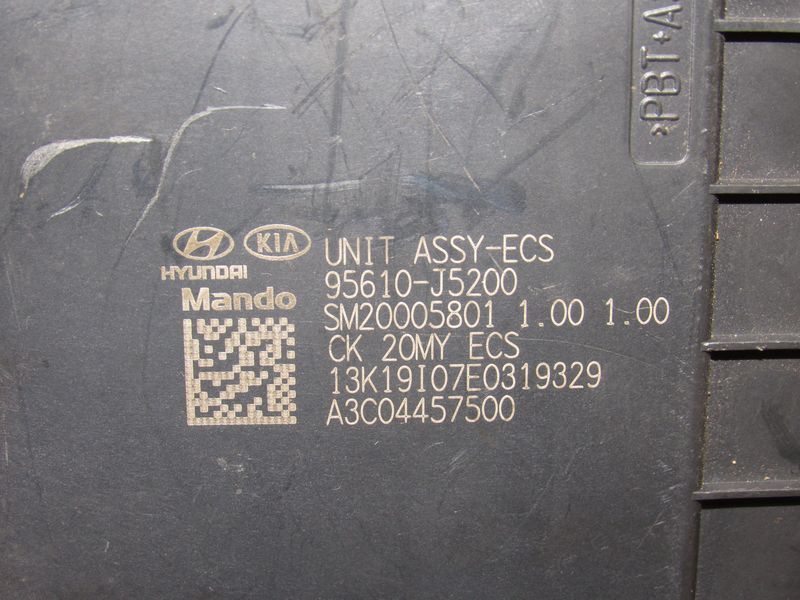 >PBT+A
HYUNDAI
KIA
Mando
UNIT ASSY-ECS
95610-J5200
SM20005801 1.00 1.00
CK 20MY ECS
13K19I07E0319329
A3C04457500